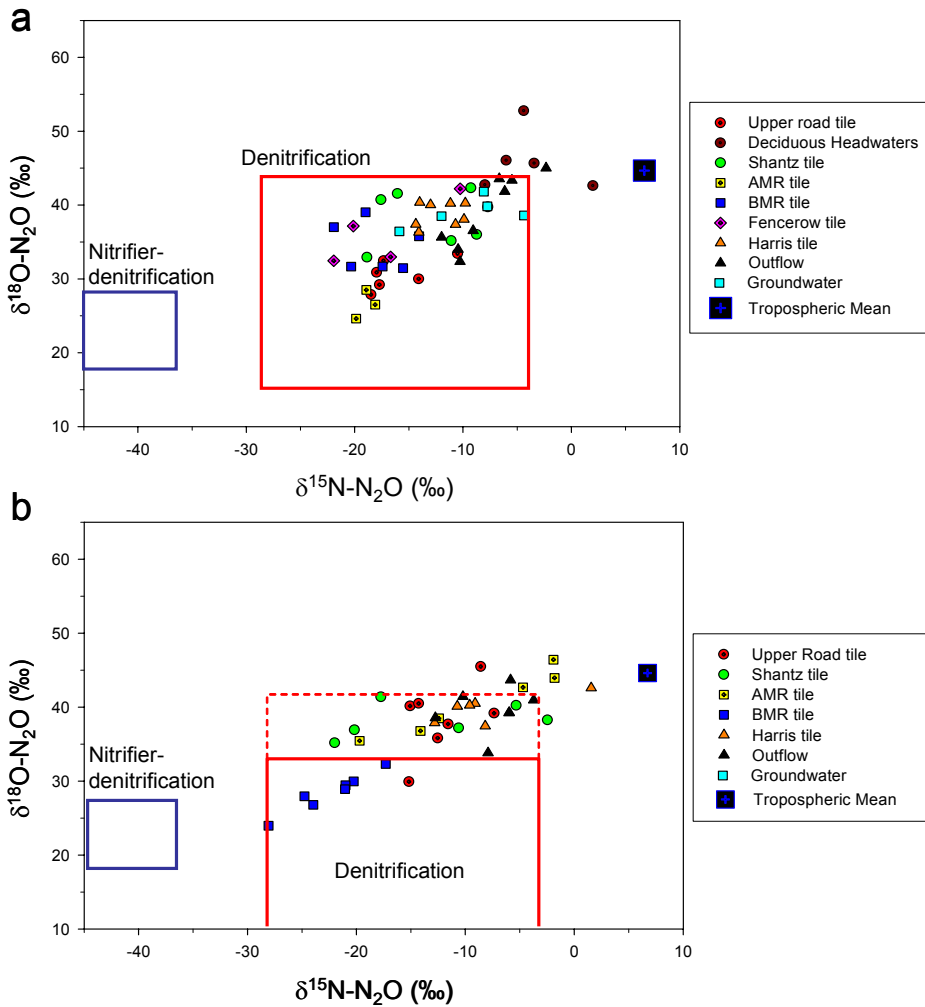 a
60
50
40
30
20
10
δ¹⁸O-N₂O (‰)
Denitrification
Nitrifier-
denitrification
-40
-30
-20
-10
0
10
δ¹⁵N-N₂O (‰)
Upper road tile
Deciduous Headwaters
Shantz tile
AMR tile
BMR tile
Fencerow tile
Harris tile
Outflow
Groundwater
Tropospheric Mean
b
60
50
40
30
20
10
δ¹⁸O-N₂O (‰)
Nitrifier-
denitrification
Denitrification
-40
-30
-20
-10
0
10
δ¹⁵N-N₂O (‰)
Upper Road tile
Shantz tile
AMR tile
BMR tile
Harris tile
Outflow
Groundwater
Tropospheric Mean